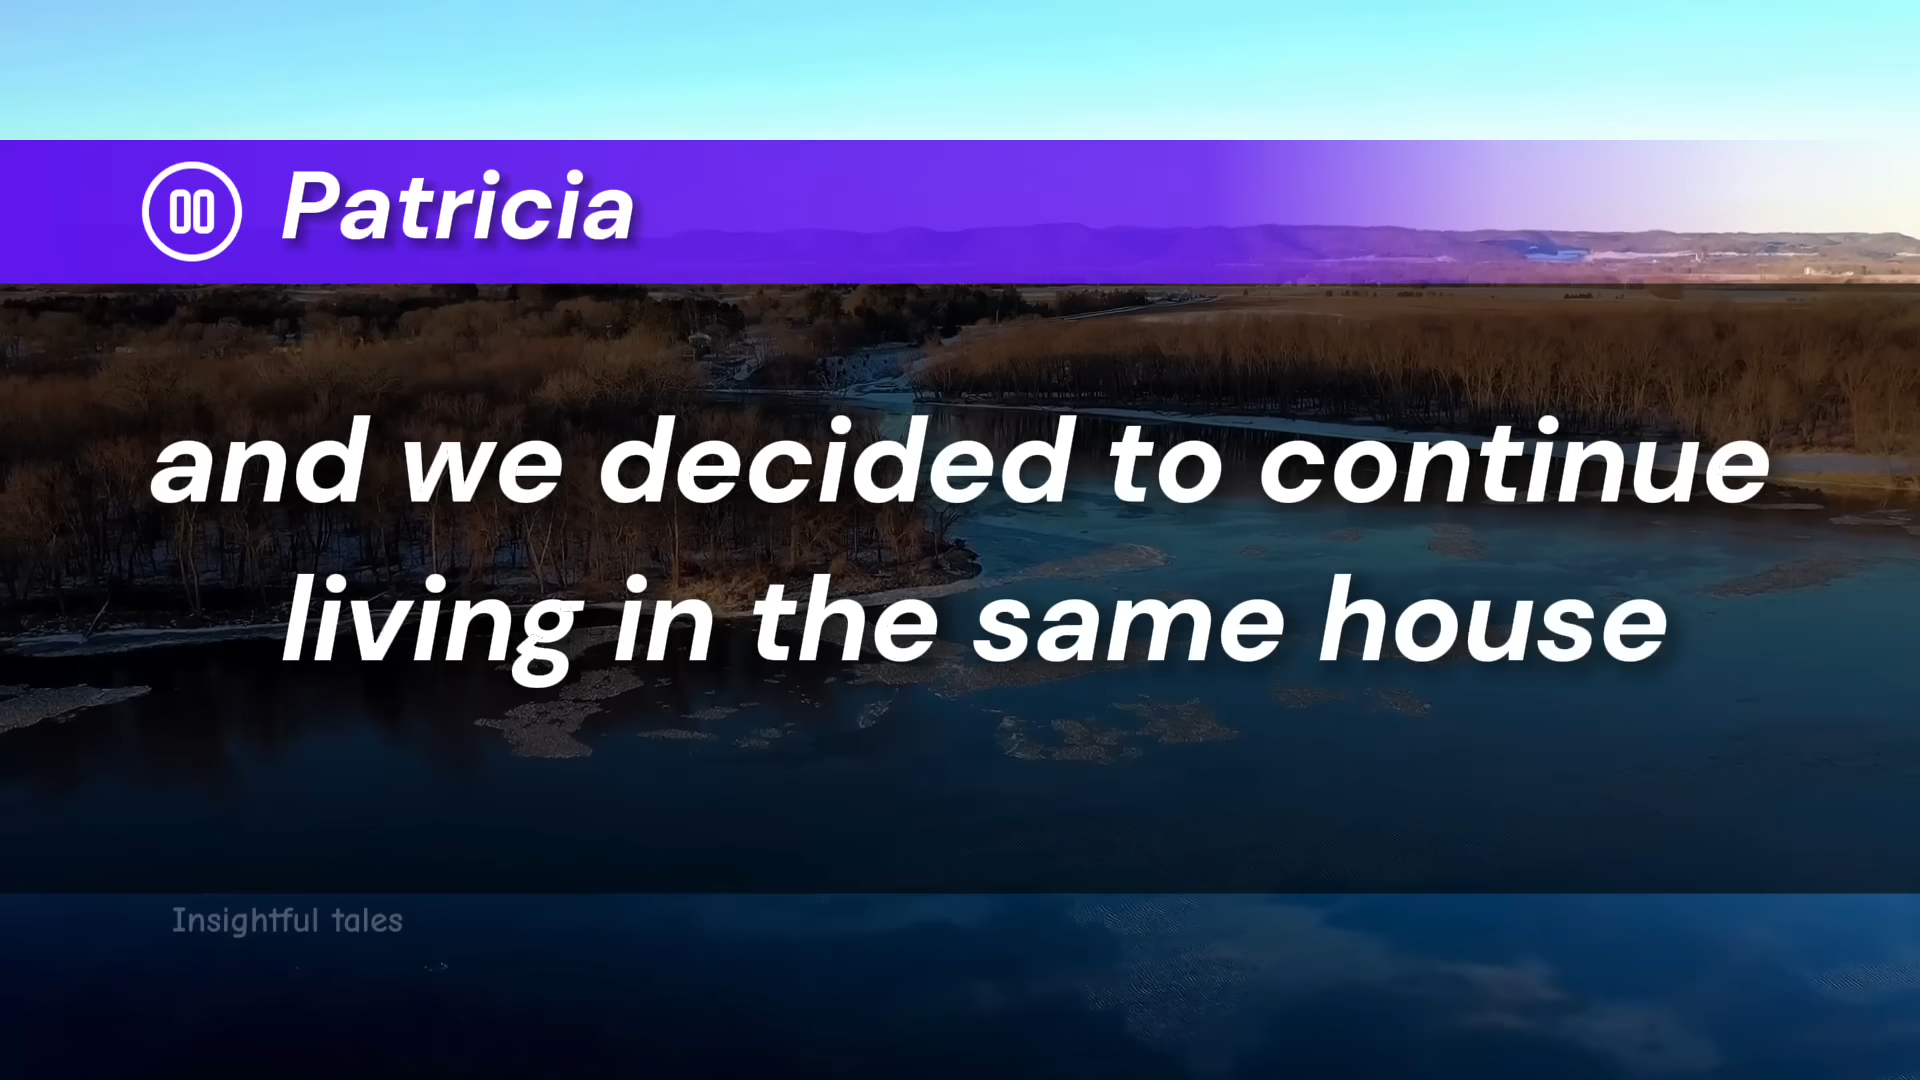 Patricia
and we decided to continue
living in the same house
Insightful tales